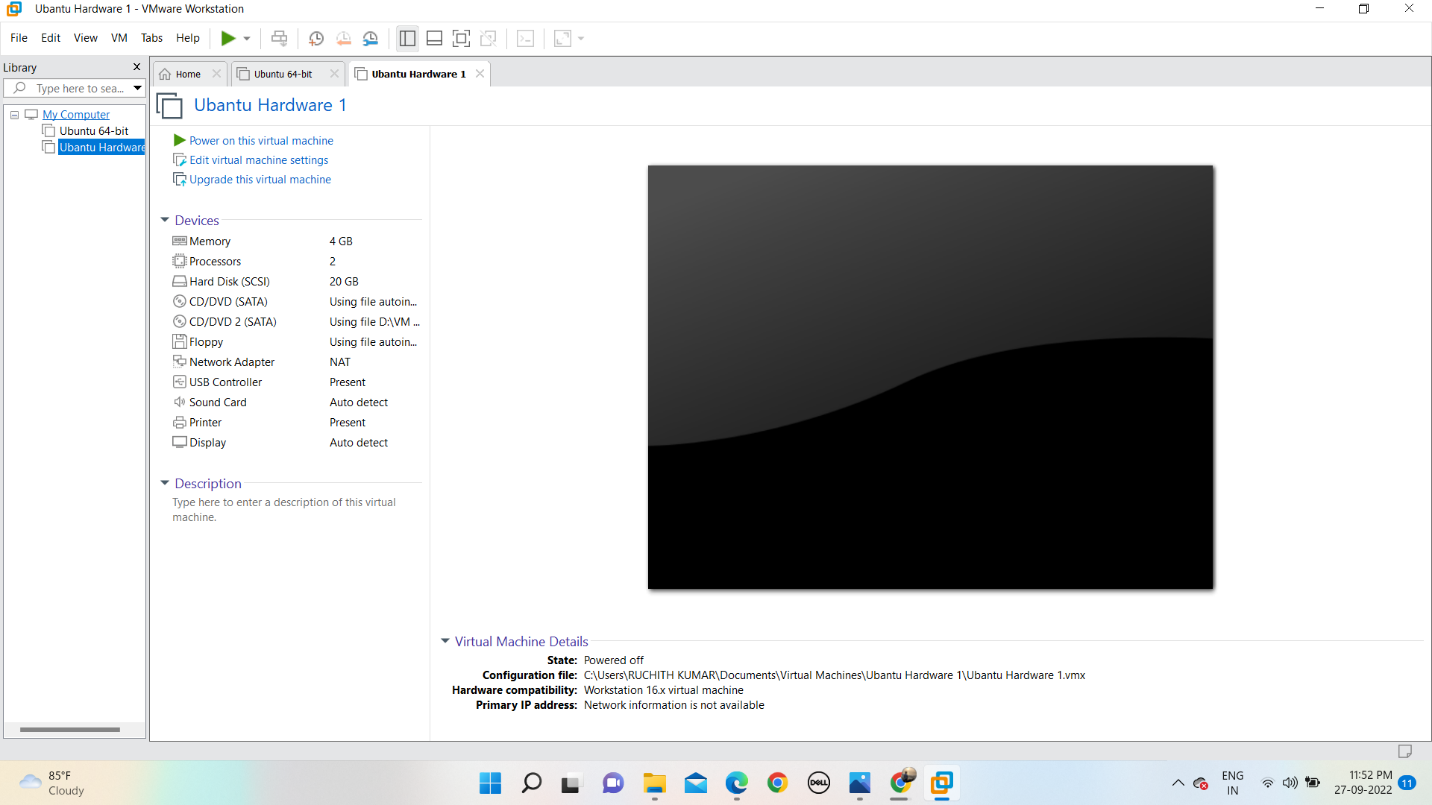 Ubantu Hardware 1 - VMware Workstation
File Edit View VM Tabs Help
Library
Type here to sea...
My Computer
Ubuntu 64-bit
Ubantu Hardware
Home
Ubuntu 64-bit
Ubantu Hardware 1
Ubantu Hardware 1
Power on this virtual machine
Edit virtual machine settings
Upgrade this virtual machine
Devices
Memory 4 GB
Processors 2
Hard Disk (SCSI) 20 GB
CD/DVD (SATA) Using file autoin...
CD/DVD 2 (SATA) Using file D:\VM ...
Floppy Using file autoin...
Network Adapter NAT
USB Controller Present
Sound Card Auto detect
Printer Present
Display Auto detect
Description
Type here to enter a description of this virtual
machine.
Virtual Machine Details
State: Powered off
Configuration file: C:\Users\RUCHITH KUMAR\Documents\Virtual Machines\Ubantu Hardware 1\Ubantu Hardware 1.vmx
Hardware compatibility: Workstation 16.x virtual machine
Primary IP address: Network information is not available
85°F
Cloudy
DELL
ENG
IN
11:52 PM
27-09-2022
11